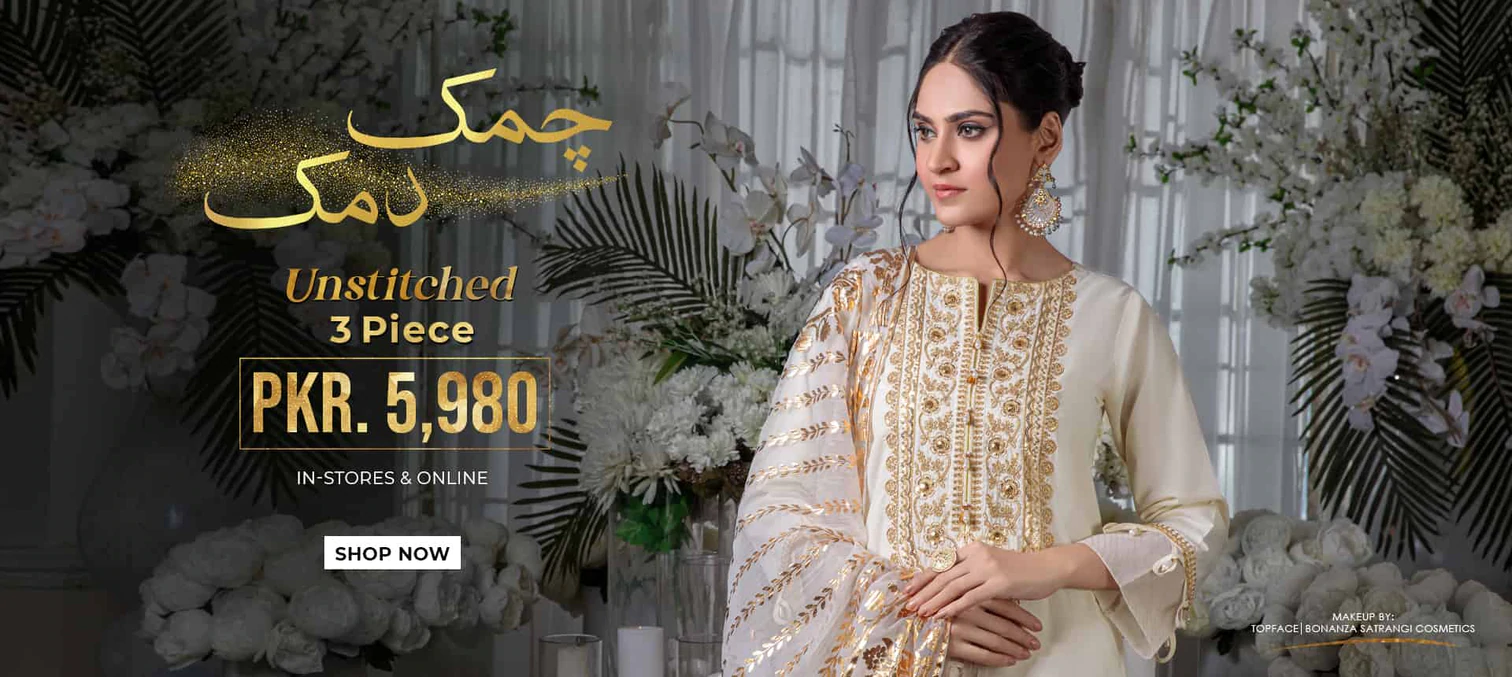 چمک
دمک
Unstitched
3 Piece
PKR. 5,980
IN-STORES & ONLINE
SHOP NOW
MAKEUP BY:
TOPFACE| BONANZA SATRANGI COSMETICS